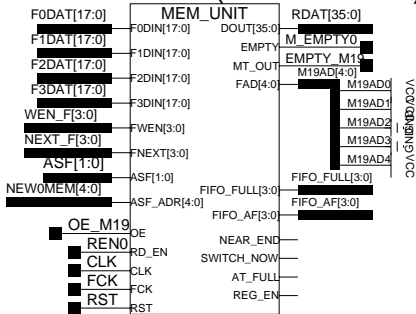 F0DAT[17:0]
F0DIN[17:0]
F1DAT[17:0]
F1DIN[17:0]
F2DAT[17:0]
F2DIN[17:0]
F3DAT[17:0]
F3DIN[17:0]
WEN_F[3:0]
FWEN[3:0]
NEXT_F[3:0]
FNEXT[3:0]
ASF[1:0]
ASF[1:0]
NEW0MEM[4:0]
ASF_ADR[4:0]
OE_M19
OE
REN0
RD_EN
CLK
CLK
FCK
FCK
RST
RST
MEM_UNIT
DOUT[35:0]
RDAT[35:0]
EMPTY
M_EMPTY0
MT_OUT
EMPTY_M19
FAD[4:0]
M19AD[4:0]
M19AD0
M19AD1
M19AD2
M19AD3
M19AD4
FIFO_FULL[3:0]
FIFO_FULL[3:0]
FIFO_AF[3:0]
FIFO_AF[3:0]
NEAR_END
SWITCH_NOW
AT_FULL
REG_EN
VCC
VCC